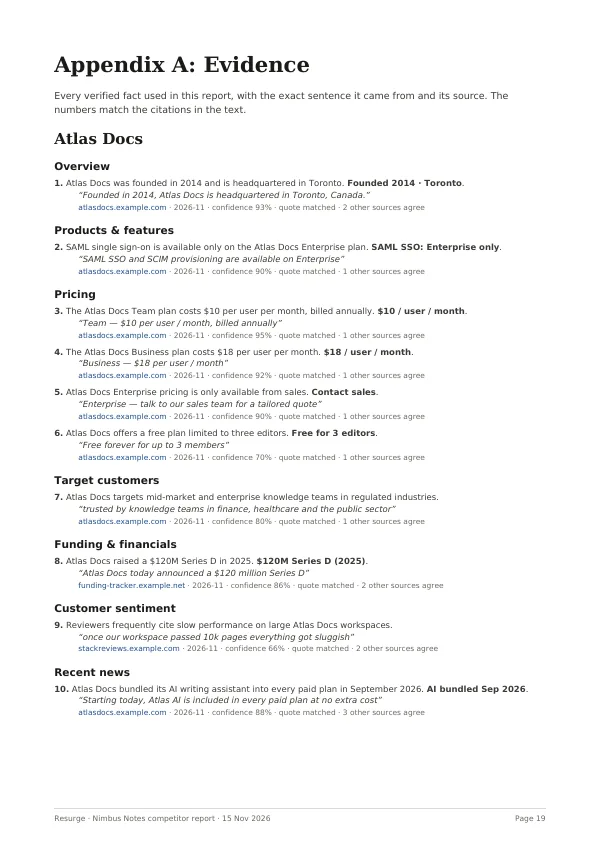 Appendix A: Evidence
Every verified fact used in this report, with the exact sentence it came from and its source. The
numbers match the citations in the text.
Atlas Docs
Overview
1. Atlas Docs was founded in 2014 and is headquartered in Toronto. Founded 2014 · Toronto.
“Founded in 2014, Atlas Docs is headquartered in Toronto, Canada.”
atlasdocs.example.com · 2026-11 · confidence 93% · quote matched · 2 other sources agree
Products & features
2. SAML single sign-on is available only on the Atlas Docs Enterprise plan. SAML SSO: Enterprise only.
“SAML SSO and SCIM provisioning are available on Enterprise”
atlasdocs.example.com · 2026-11 · confidence 90% · quote matched · 1 other sources agree
Pricing
3. The Atlas Docs Team plan costs $10 per user per month, billed annually. $10 / user / month.
“Team — $10 per user / month, billed annually”
atlasdocs.example.com · 2026-11 · confidence 95% · quote matched · 1 other sources agree
4. The Atlas Docs Business plan costs $18 per user per month. $18 / user / month.
“Business — $18 per user / month”
atlasdocs.example.com · 2026-11 · confidence 92% · quote matched · 1 other sources agree
5. Atlas Docs Enterprise pricing is only available from sales. Contact sales.
“Enterprise — talk to our sales team for a tailored quote”
atlasdocs.example.com · 2026-11 · confidence 90% · quote matched · 1 other sources agree
6. Atlas Docs offers a free plan limited to three editors. Free for 3 editors.
“Free forever for up to 3 members”
atlasdocs.example.com · 2026-11 · confidence 70% · quote matched · 1 other sources agree
Target customers
7. Atlas Docs targets mid-market and enterprise knowledge teams in regulated industries.
“trusted by knowledge teams in finance, healthcare and the public sector”
atlasdocs.example.com · 2026-11 · confidence 80% · quote matched · 1 other sources agree
Funding & financials
8. Atlas Docs raised a $120M Series D in 2025. $120M Series D (2025).
“Atlas Docs today announced a $120 million Series D”
funding-tracker.example.net · 2026-11 · confidence 86% · quote matched · 2 other sources agree
Customer sentiment
9. Reviewers frequently cite slow performance on large Atlas Docs workspaces.
“once our workspace passed 10k pages everything got sluggish”
stackreviews.example.com · 2026-11 · confidence 66% · quote matched · 2 other sources agree
Recent news
10. Atlas Docs bundled its AI writing assistant into every paid plan in September 2026. AI bundled Sep 2026.
“Starting today, Atlas AI is included in every paid plan at no extra cost”
atlasdocs.example.com · 2026-11 · confidence 88% · quote matched · 3 other sources agree
Resurge · Nimbus Notes competitor report · 15 Nov 2026
Page 19